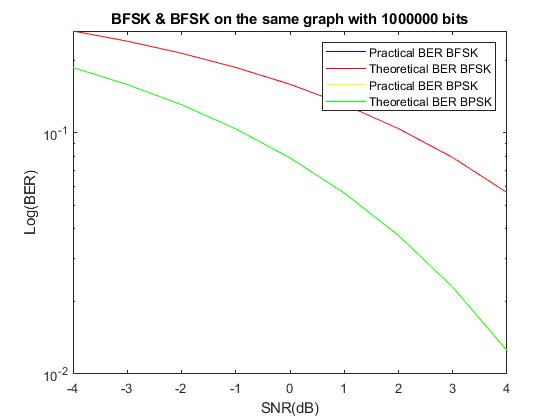 BFSK & BFSK on the same graph with 1000000 bits
Practical BER BFSK
Theoretical BER BFSK
Practical BER BPSK
Theoretical BER BPSK
10-1
Log(BER)
10-2
-4 -3 -2 -1 0 1 2 3 4
SNR(dB)